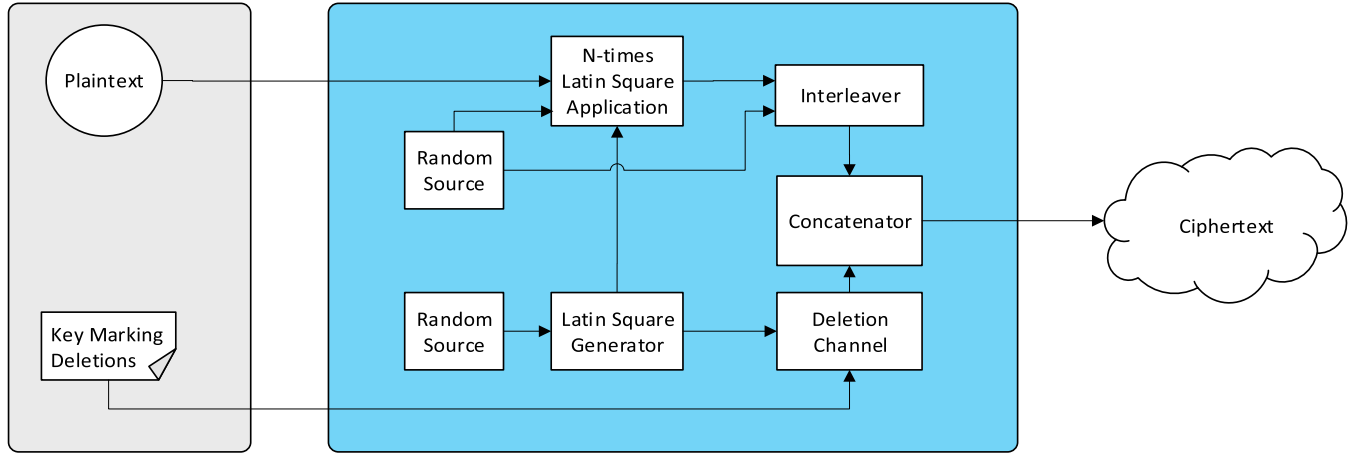 Plaintext
N-times
Latin Square
Application
Interleaver
Random
Source
Concatenator
Ciphertext
Key Marking
Deletions
Random
Source
Latin Square
Generator
Deletion
Channel